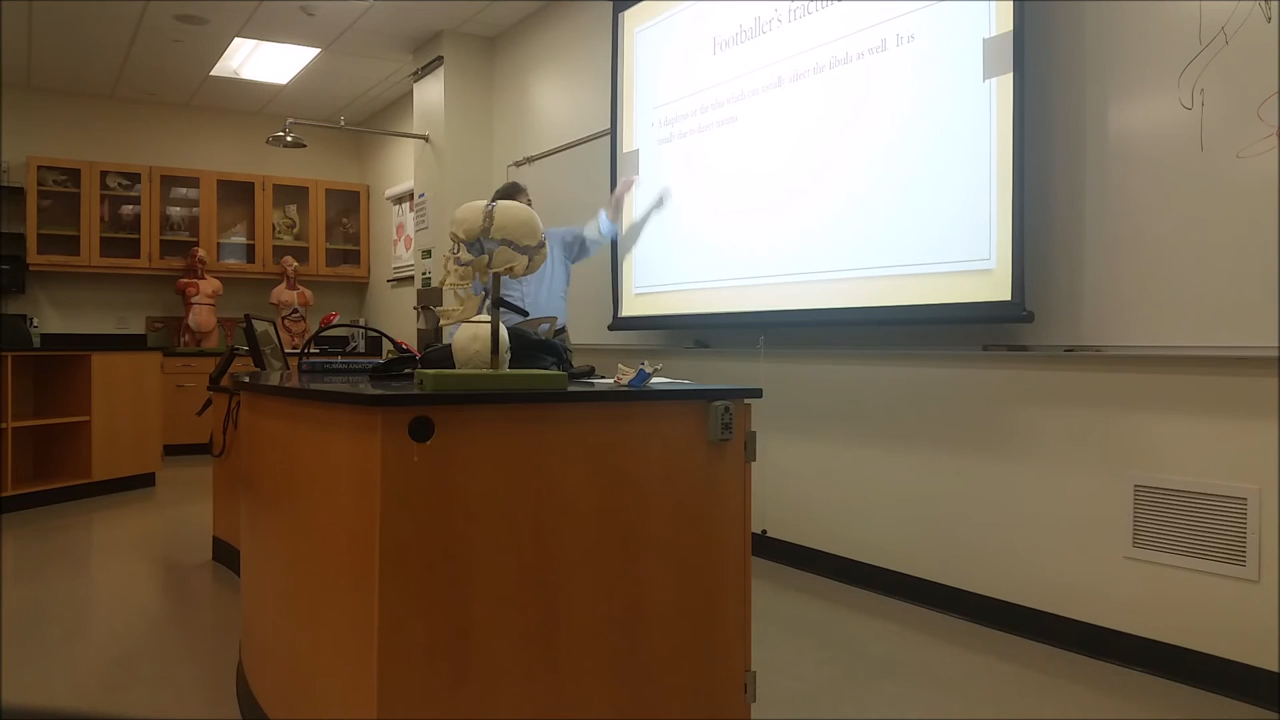 Footballer's fracture
• A diaphysis of the tibia which can usually affect the fibula as well. It is
usually due to direct trauma
HUMAN ANATOMY